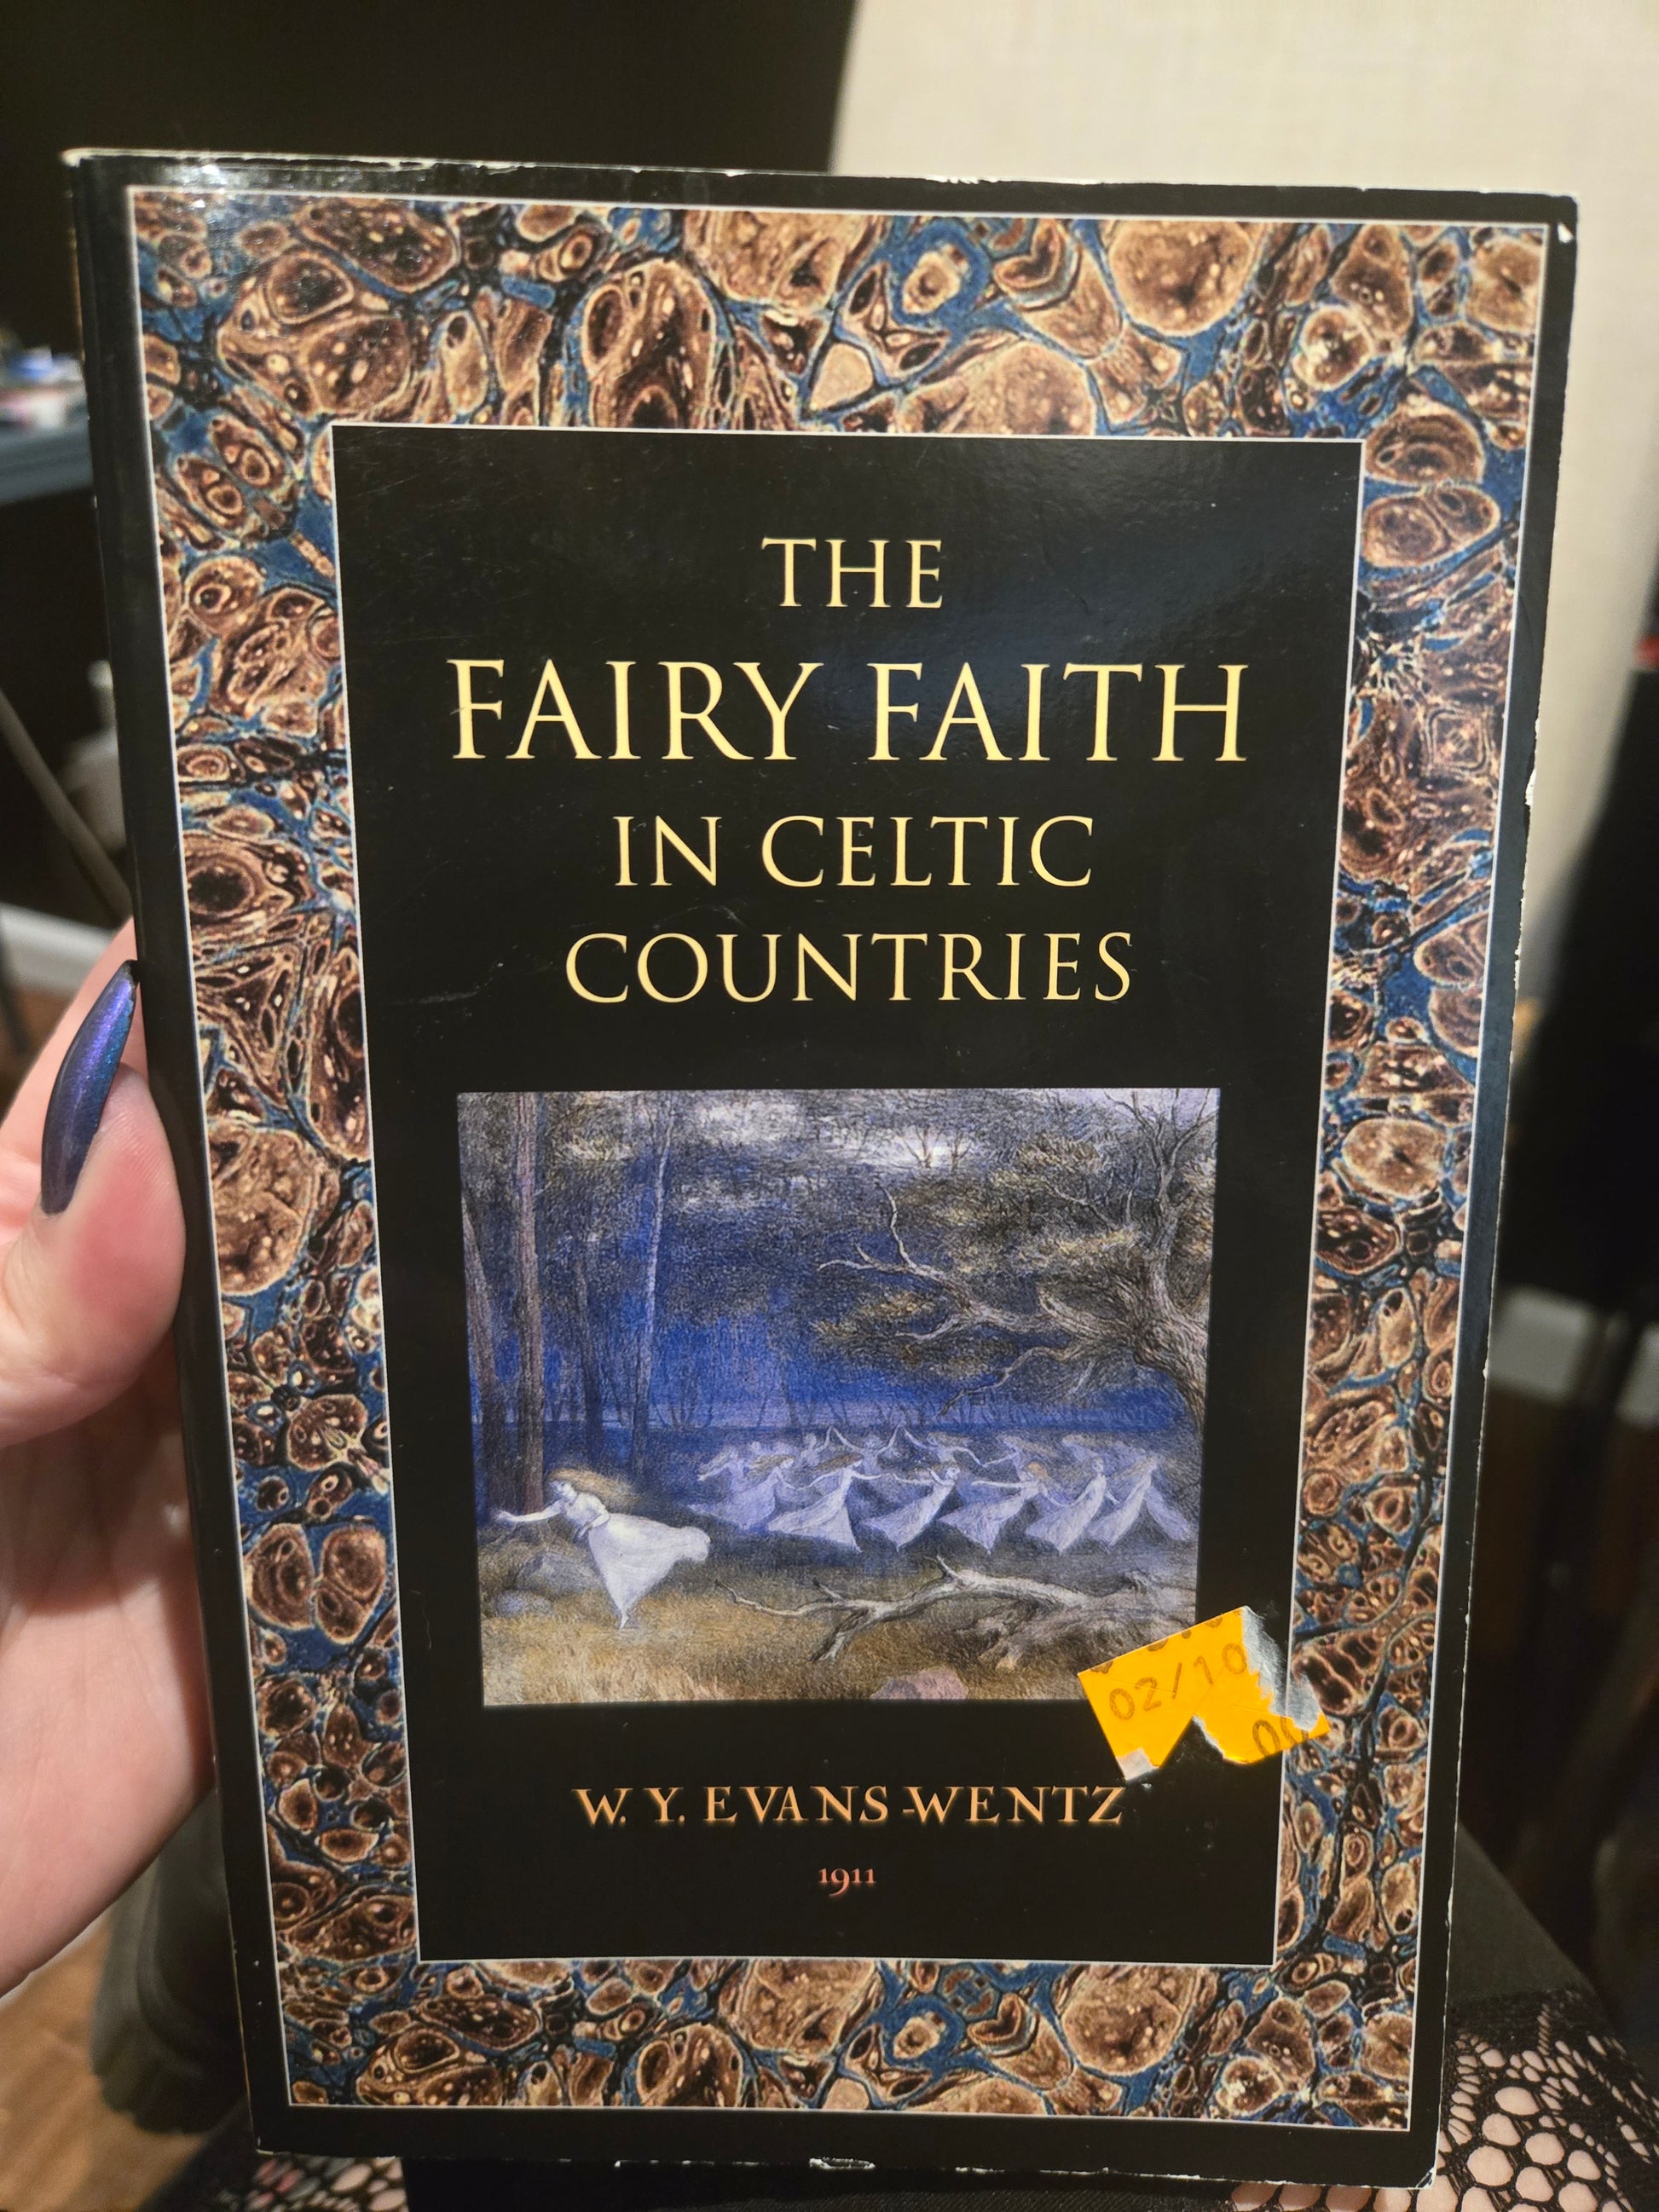 THE
FAIRY FAITH
IN CELTIC
COUNTRIES
02/10
W. Y. EVANS-WENTZ
1911